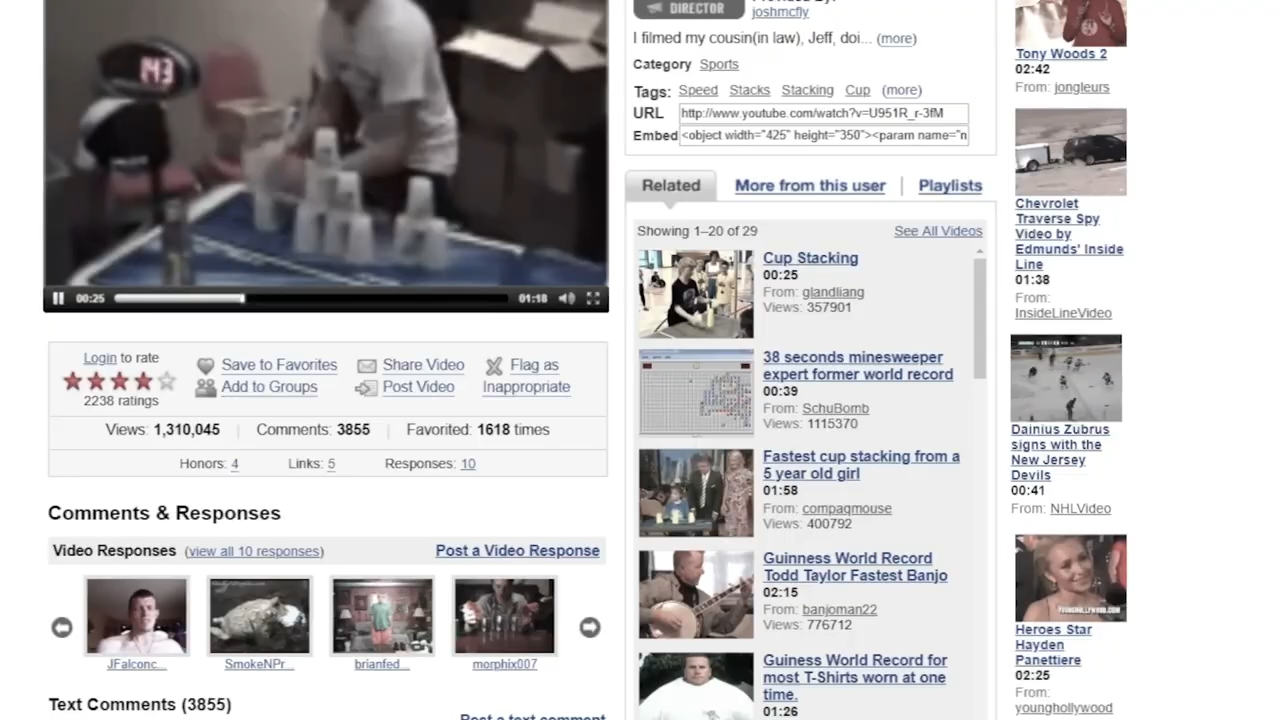 DIRECTOR
joshmcfly
I filmed my cousin(in law), Jeff, doi... (more)
Category Sports
Tags: Speed Stacks Stacking Cup (more)
URL http://www.youtube.com/watch?v=U951R_r-3fM
Embed <object width="425" height="350"><param name="n
00:25
01:18
Login to rate
2238 ratings
Save to Favorites
Add to Groups
Share Video
Post Video
Flag as
Inappropriate
Views: 1,310,045 | Comments: 3855 | Favorited: 1618 times
Honors: 4 Links: 5 Responses: 10
Comments & Responses
Video Responses (view all 10 responses) Post a Video Response
JFalconc...
SmokeNPr...
brianfed...
morphix007
Text Comments (3855)
Post a text comment
Related
More from this user | Playlists
Showing 1–20 of 29 See All Videos
Cup Stacking
00:25
From: glandliang
Views: 357901
38 seconds minesweeper
expert former world record
00:39
From: SchuBomb
Views: 1115370
Fastest cup stacking from a
5 year old girl
01:58
From: compaqmouse
Views: 400792
Guinness World Record
Todd Taylor Fastest Banjo
02:15
From: banjoman22
Views: 776712
Guiness World Record for
most T-Shirts worn at one
time.
01:26
Tony Woods 2
02:42
From: jongleurs
Chevrolet
Traverse Spy
Video by
Edmunds' Inside
Line
01:38
From:
InsideLineVideo
Dainius Zubrus
signs with the
New Jersey
Devils
00:41
From: NHLVideo
YOUNGHOLLYWOOD.COM
Heroes Star
Hayden
Panettiere
02:25
From:
younghollywood